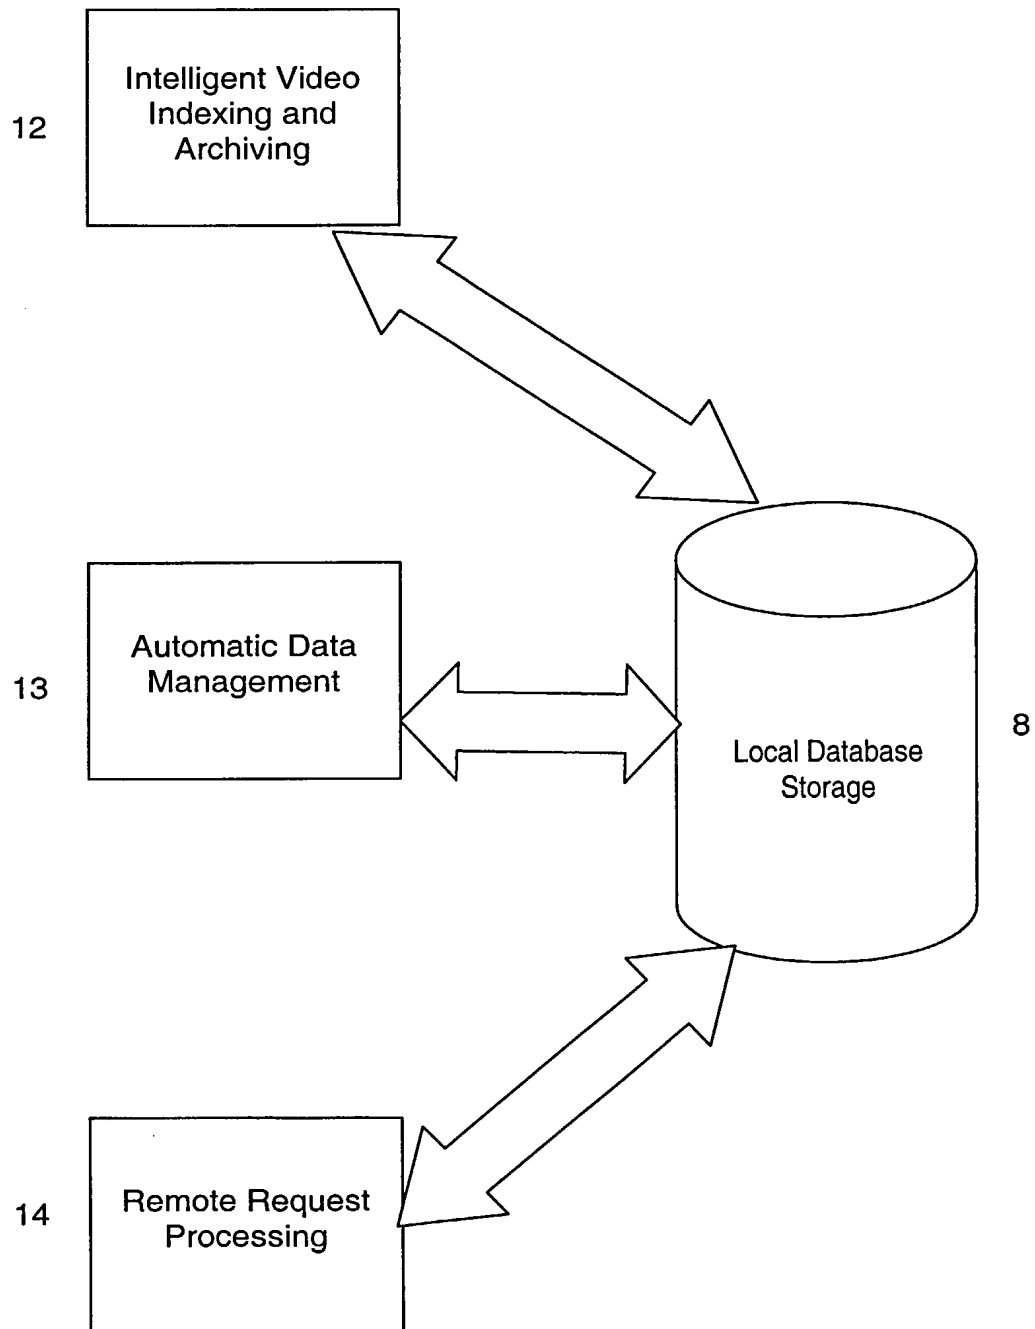 Intelligent Video
Indexing and
Archiving
12
Automatic Data
Management
13
Local Database
Storage
8
Remote Request
Processing
14